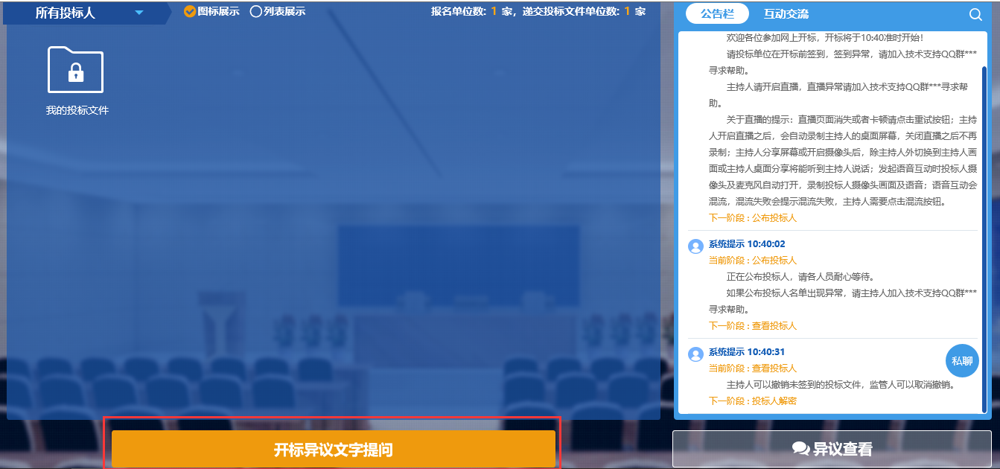 所有投标人
图标展示 列表展示
报名单位数: 1 家, 递交投标文件单位数: 1 家
我的投标文件
开标异议文字提问
公告栏 互动交流
欢迎各位参加网上开标，开标将于10:40准时开始！
请投标单位在开标前签到，签到异常，请加入技术支持QQ群***
寻求帮助。
主持人请开启直播，直播异常请加入技术支持QQ群***寻求帮
助。
关于直播的提示：直播页面消失或者卡顿请点击重试按钮；主持
人开启直播之后，会自动录制主持人的桌面屏幕，关闭直播之后不再
录制；主持人分享屏幕或开启摄像头后，除主持人外切换到主持人画
面或主持人桌面分享将能听到主持人说话；发起语音互动时投标人摄
像头及麦克风自动打开，录制投标人摄像头画面及语音；语音互动会
混流，混流失败会提示混流失败，主持人需要点击混流按钮。
下一阶段 : 公布投标人
系统提示 10:40:02
当前阶段 : 公布投标人
正在公布投标人，请各人员耐心等待。
如果公布投标人名单出现异常，请主持人加入技术支持QQ群***
寻求帮助。
下一阶段 : 查看投标人
系统提示 10:40:31
当前阶段 : 查看投标人
主持人可以撤销未签到的投标文件，监管人可以取消撤销。
下一阶段 : 投标人解密
私聊
异议查看